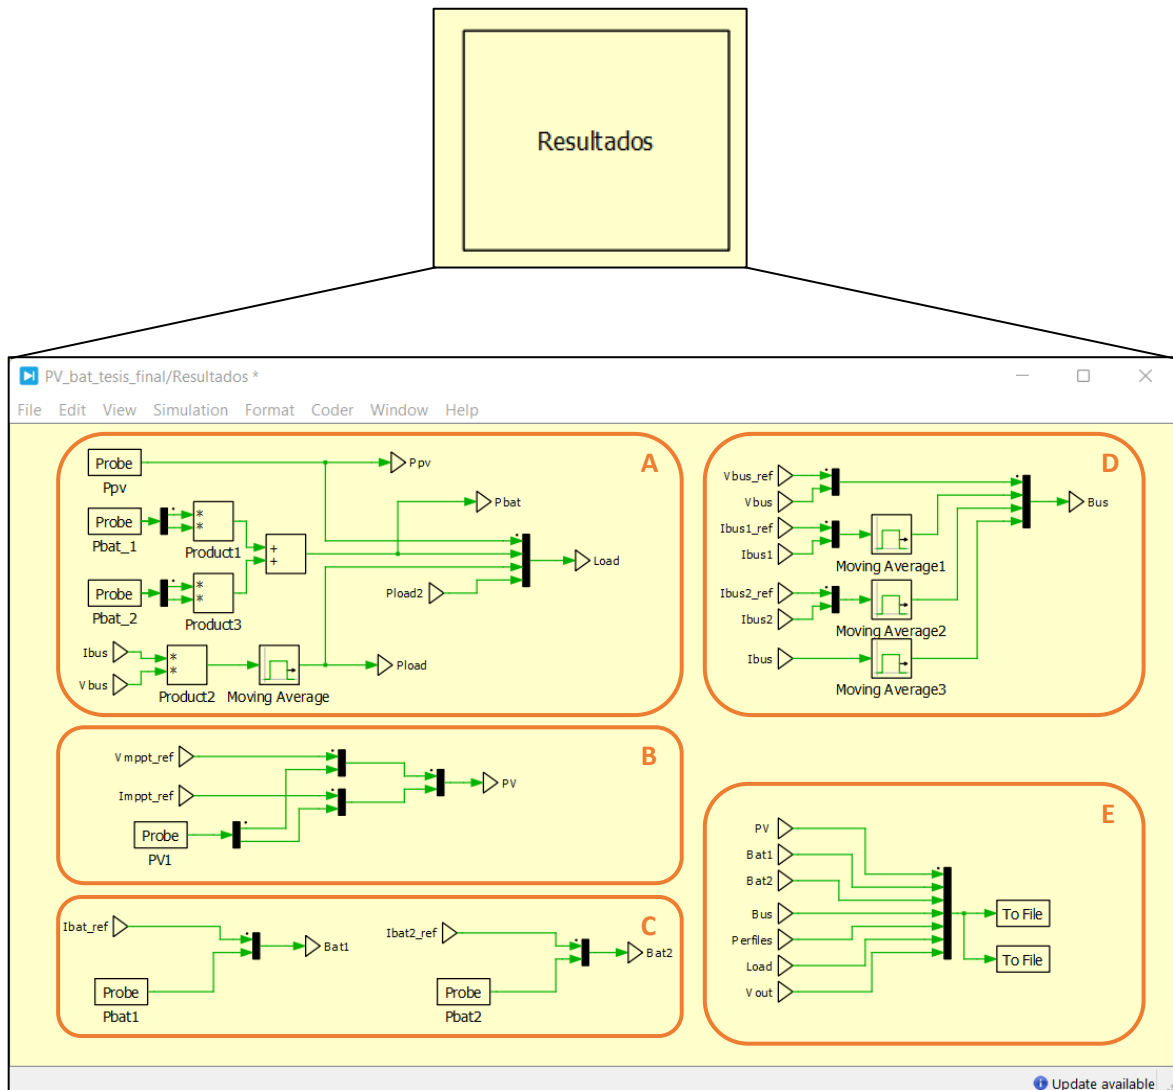 Resultados
PV_bat_tesis_final/Resultados *
File Edit View Simulation Format Coder Window Help
A
Probe
Ppv
Ppv
Pbat
Probe
Pbat_1
*
*
Product1
+
+
Load
Probe
Pbat_2
*
*
Product3
Pload2
Ibus
Vbus
*
*
Product2
Moving Average
Pload
B
Vmppt_ref
Imppt_ref
Probe
PV1
PV
C
Ibat_ref
Probe
Pbat1
Bat1
Ibat2_ref
Probe
Pbat2
Bat2
D
Vbus_ref
Vbus
Bus
Ibus1_ref
Ibus1
Moving Average1
Ibus2_ref
Ibus2
Moving Average2
Ibus
Moving Average3
E
PV
Bat1
Bat2
Bus
Perfiles
Load
Vout
To File
To File
Update available